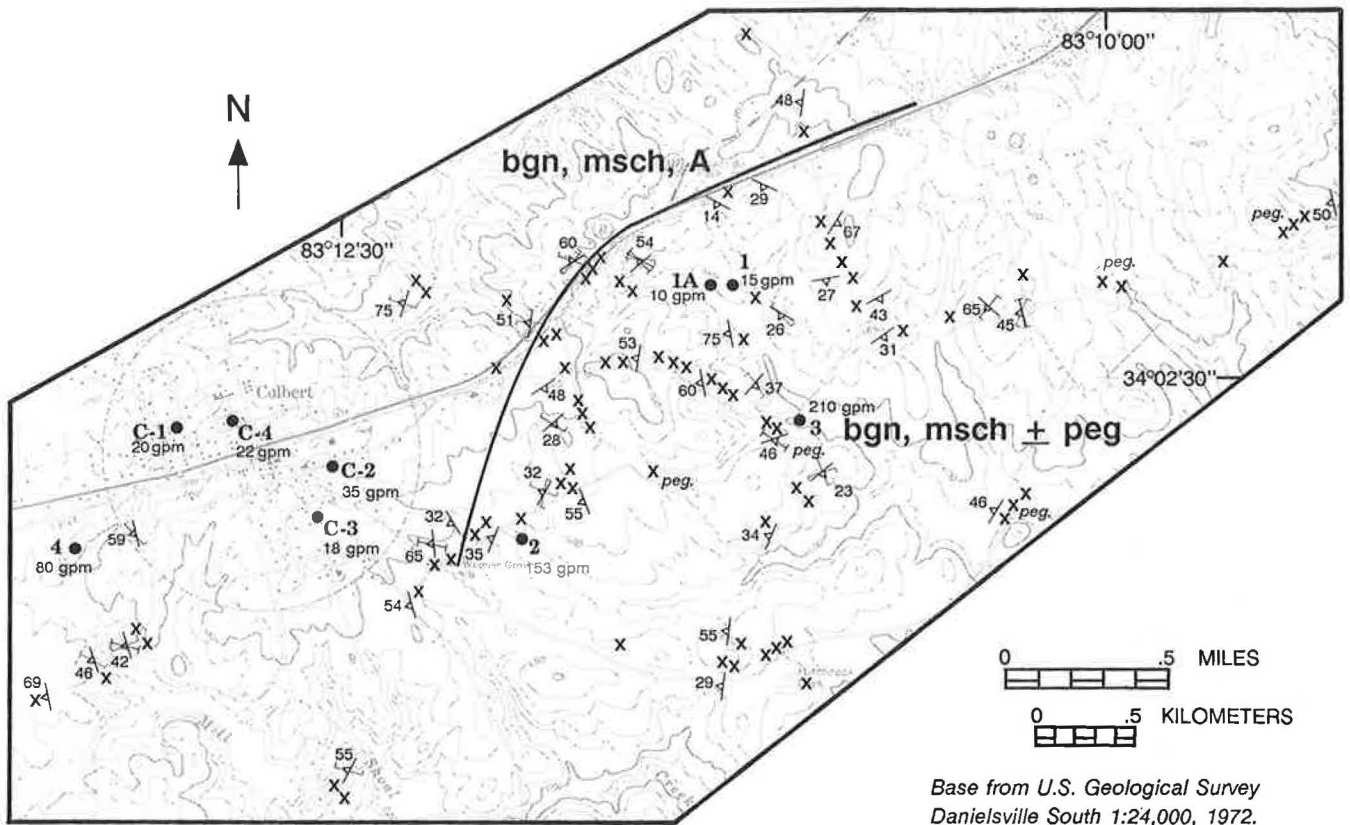 83°10'00"
N
48
bgn, msch, A
29
14
50
peg.
67
83°12'30"
60
54
peg.
1A
1
10 gpm
15 gpm
27
75
43
65
45
51
26
31
75
53
34°02'30"
60
37
Colbert
48
210 gpm
C-1
20 gpm
C-4
22 gpm
3
bgn, msch ± peg
28
46
peg.
C-2
35 gpm
32
peg.
23
55
46
peg.
C-3
18 gpm
32
59
4
80 gpm
65
35
2
153 gpm
34
54
55
42
46
29
69
0 .5 MILES
0 .5 KILOMETERS
Mill
Shoal
Creek
55
Base from U.S. Geological Survey
Danielsville South 1:24,000, 1972.